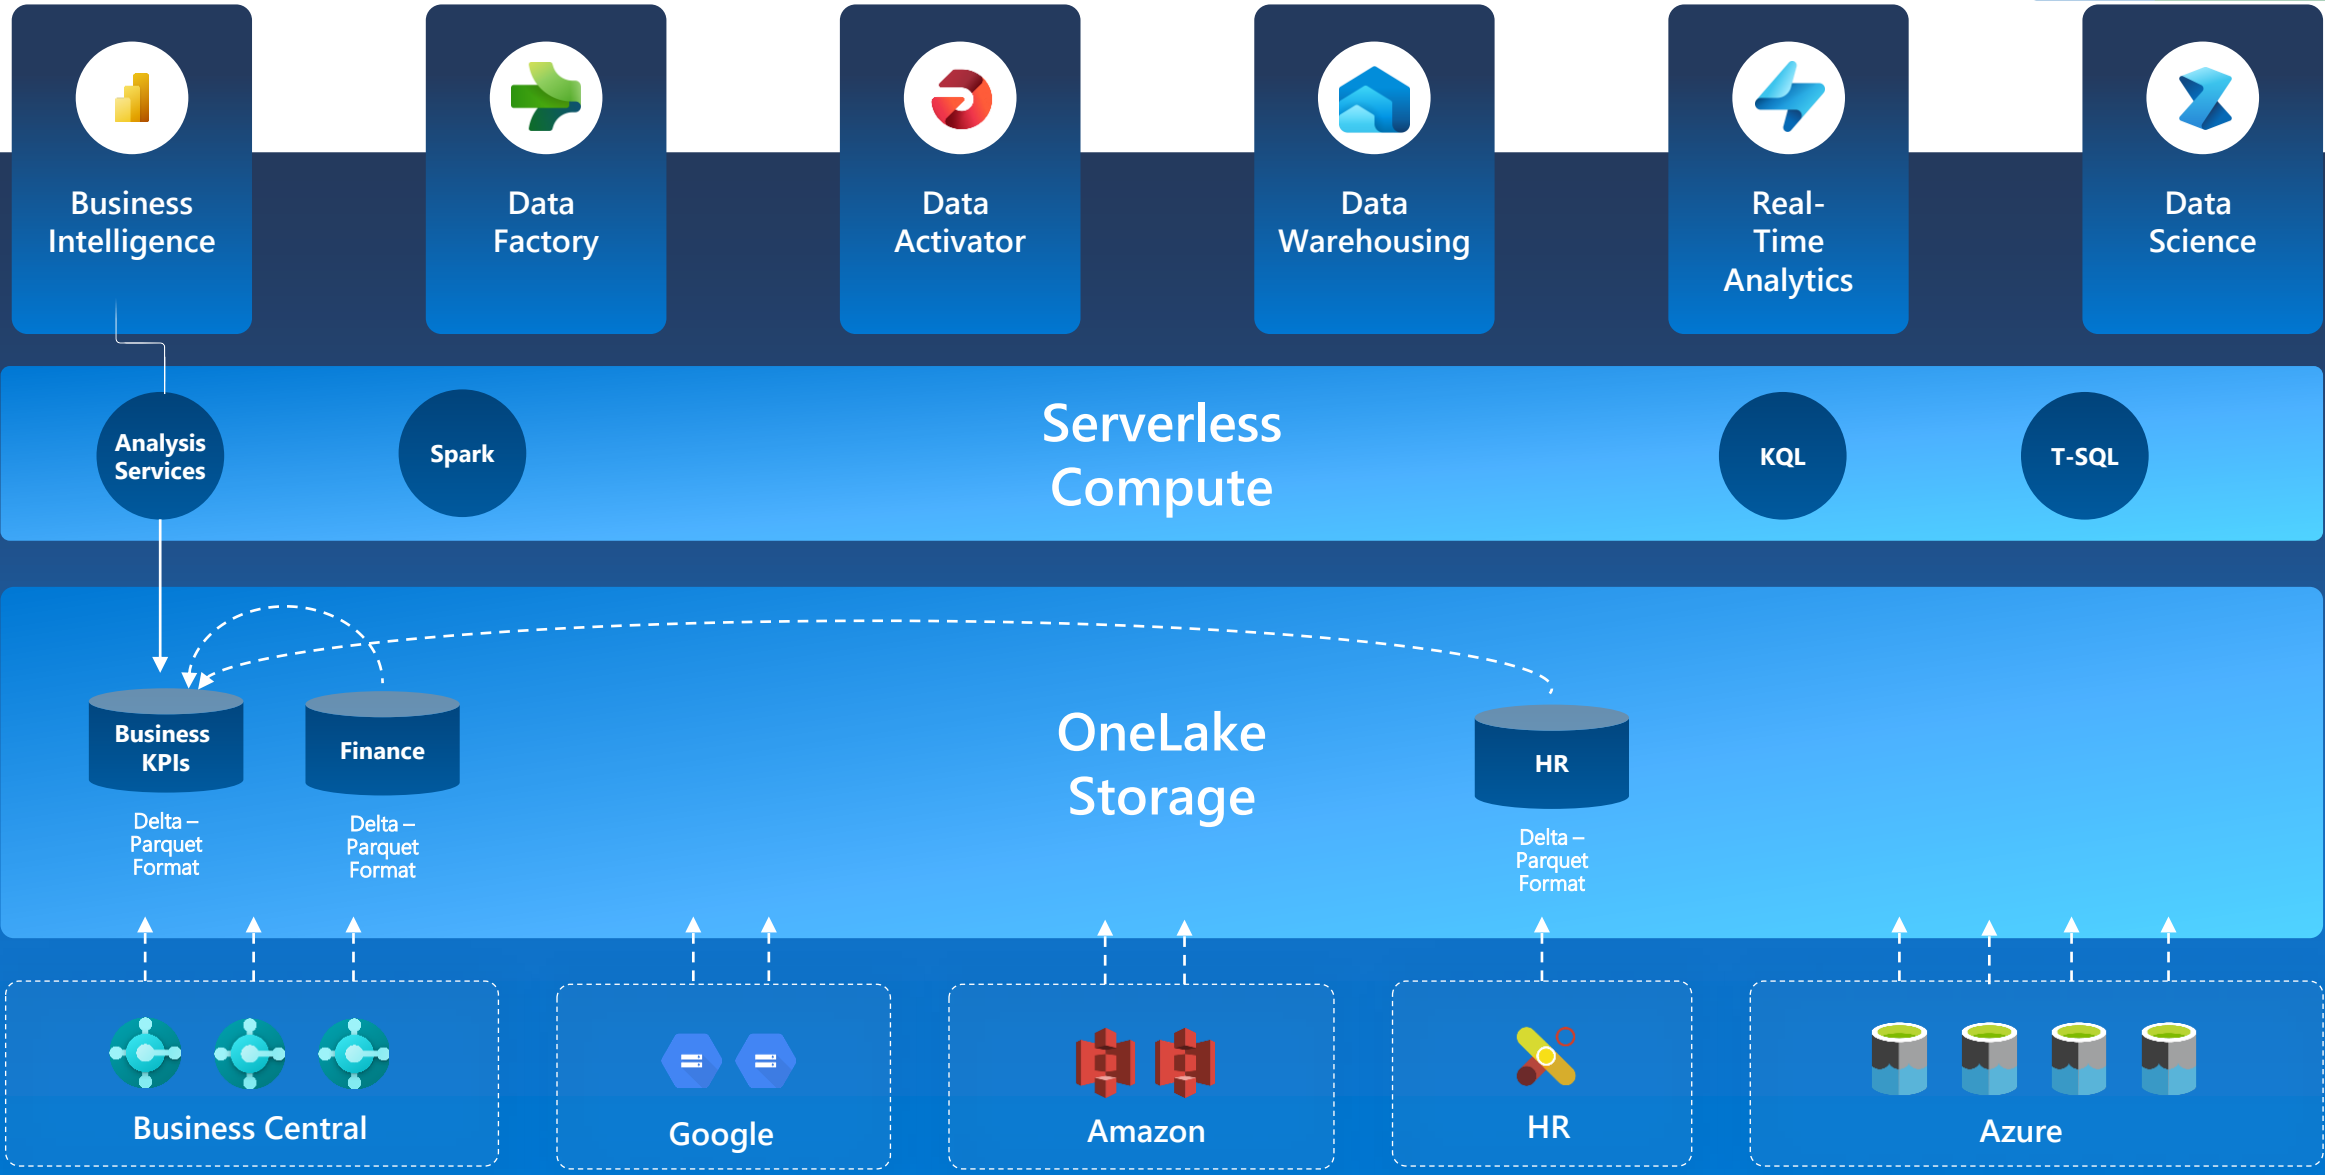 Business
Intelligence
Data
Factory
Data
Activator
Data
Warehousing
Real-
Time
Analytics
Data
Science
Analysis
Services
Spark
Serverless
Compute
KQL
T-SQL
Business
KPIs
Delta –
Parquet
Format
Finance
Delta –
Parquet
Format
OneLake
Storage
HR
Delta –
Parquet
Format
Business Central
Google
Amazon
HR
Azure